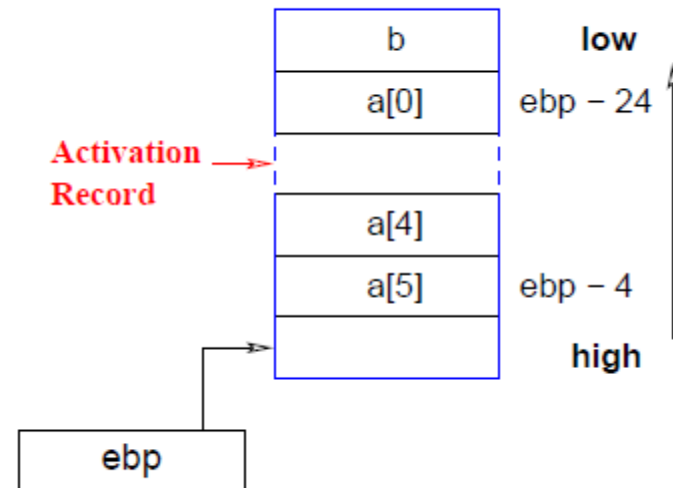 b
low
a[0]
ebp − 24
Activation
Record
a[4]
a[5]
ebp − 4
high
ebp